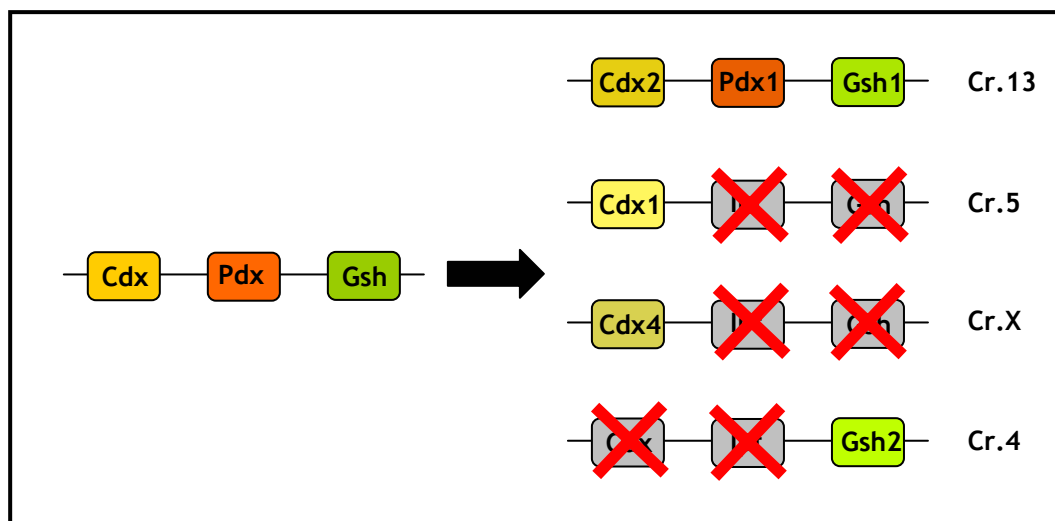 Cdx2 Pdx1 Gsh1 Cr.13
Cdx1 Cr.5
Cdx Pdx Gsh
Cdx4 Cr.X
Gsh2 Cr.4